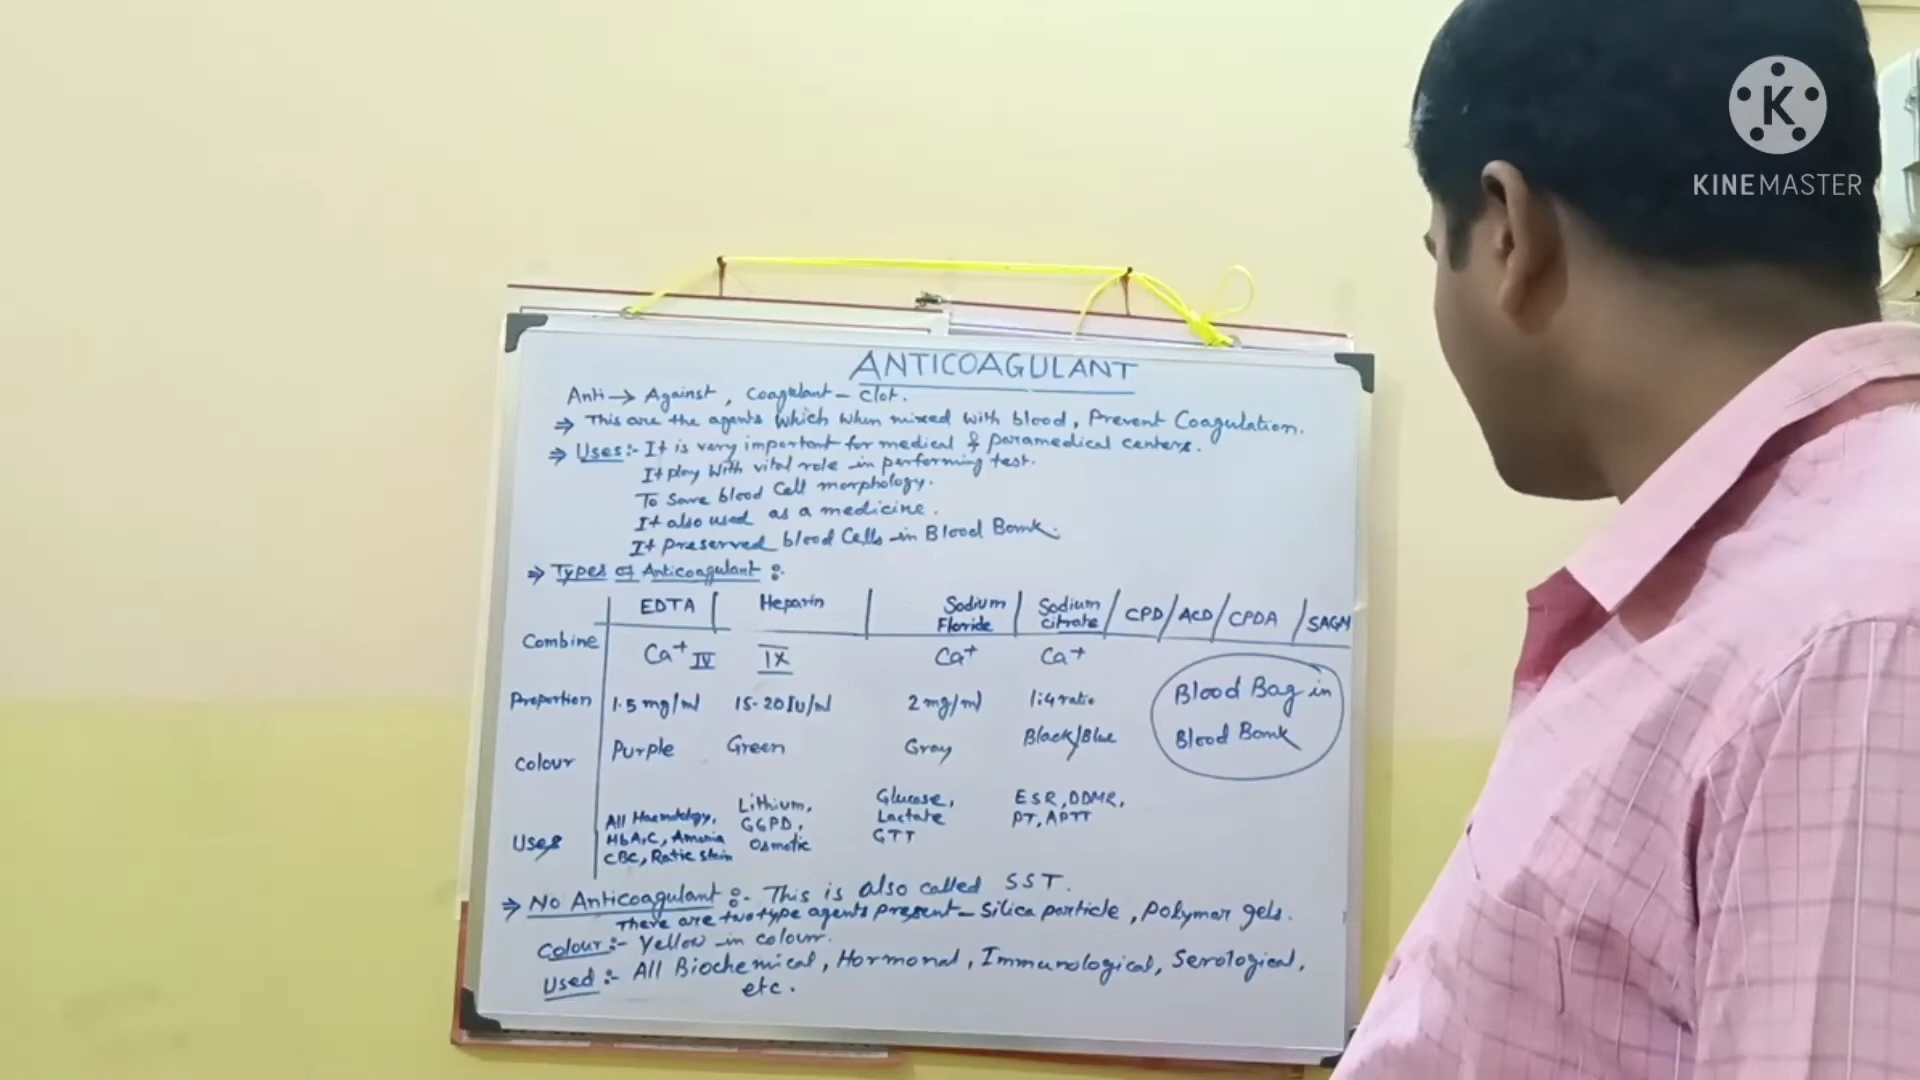 K
KINEMASTER
ANTICOAGULANT
Anti → Against, Coagulant - Clot.
⇒ This are the agents which when mixed with blood, Prevent Coagulation.
⇒ Uses:- It is very important for medical & paramedical centers.
It play with vital role in performing test.
To Save blood Cell morphology.
It also used as a medicine.
It preserved blood Cells in Blood Bank.
⇒ Types of Anticoagulant :-
EDTA | Heparin | Sodium Floride | Sodium Citrate / CPD / ACD / CPDA / SAGM
Combine Ca⁺ IV IX Ca⁺ Ca⁺
Proportion 1.5 mg/ml 15-20 IU/ml 2 mg/ml 1:4 ratio
Blood Bag in
Blood Bank
Colour Purple Green Gray Black/Blue
Uses All Haematology, HbA1C, CBC, Lithium, G6PD, Osmotic Glucose, Lactate GTT ESR, DDMR, PT, APTT
⇒ No Anticoagulant :- This is also called SST.
There are two type agents present - Silica particle, Polymar gels.
Colour:- Yellow in colour.
Used :- All Biochemical, Hormonal, Immunological, Serological,
etc.